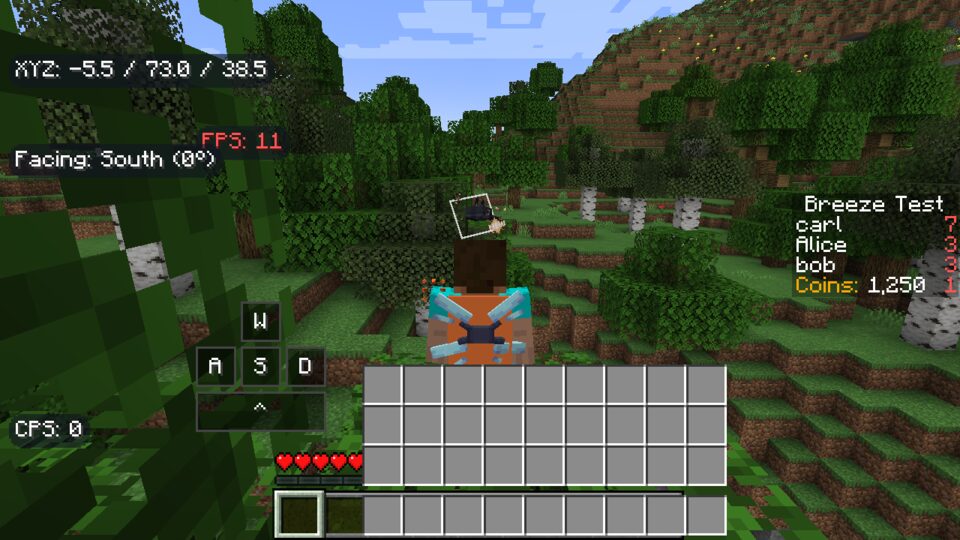 XYZ: -5.5 / 73.0 / 38.5
FPS: 11
Facing: South (0°)
Breeze Test
carl 7
Alice 3
bob 3
Coins: 1,250 1
W
A S D
^
CPS: 0